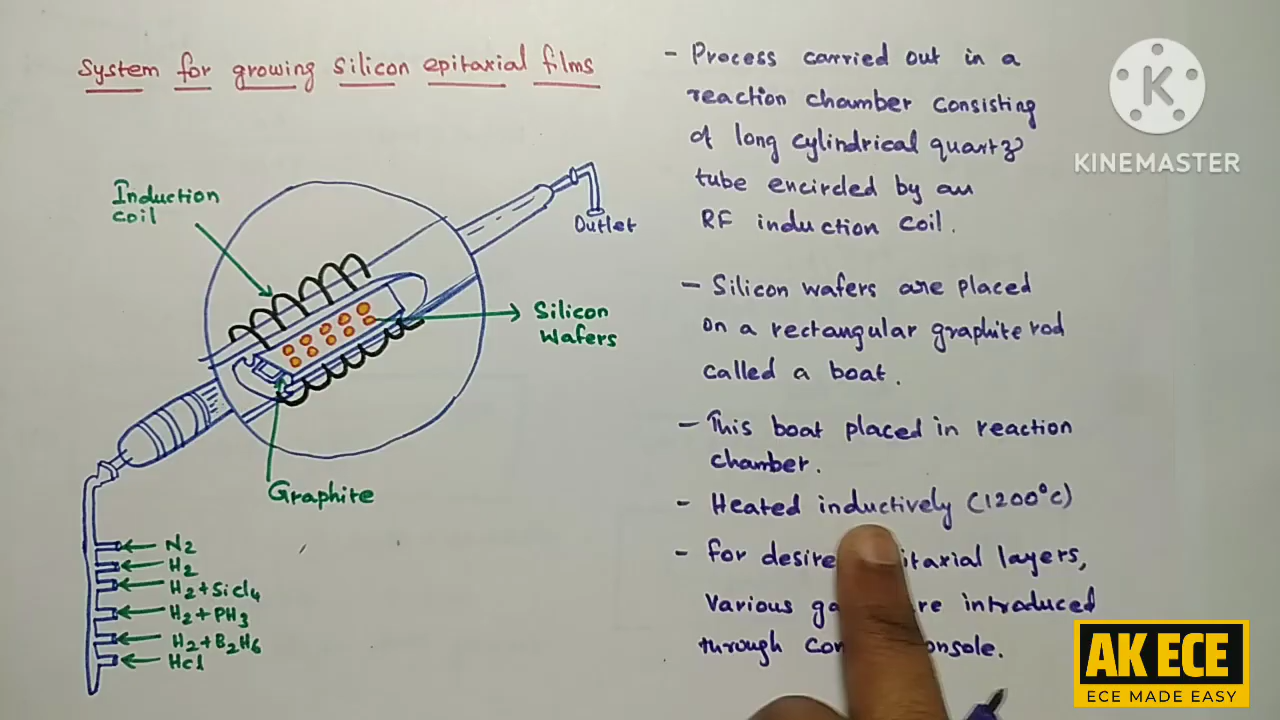 System for growing Silicon epitaxial films
Induction
coil
Outlet
Silicon
Wafers
Graphite
N2
H2
H2+Sicl4
H2+PH3
H2+B2H6
Hcl
- Process carried out in a
reaction chamber consisting
of long cylindrical quartz
tube encircled by an
RF induction coil.
- Silicon wafers are placed
on a rectangular graphite rod
called a boat.
- This boat placed in reaction
chamber.
- Heated inductively (1200°c)
- for layers,
Various introduced
through
K
KINEMASTER
AK ECE
ECE MADE EASY